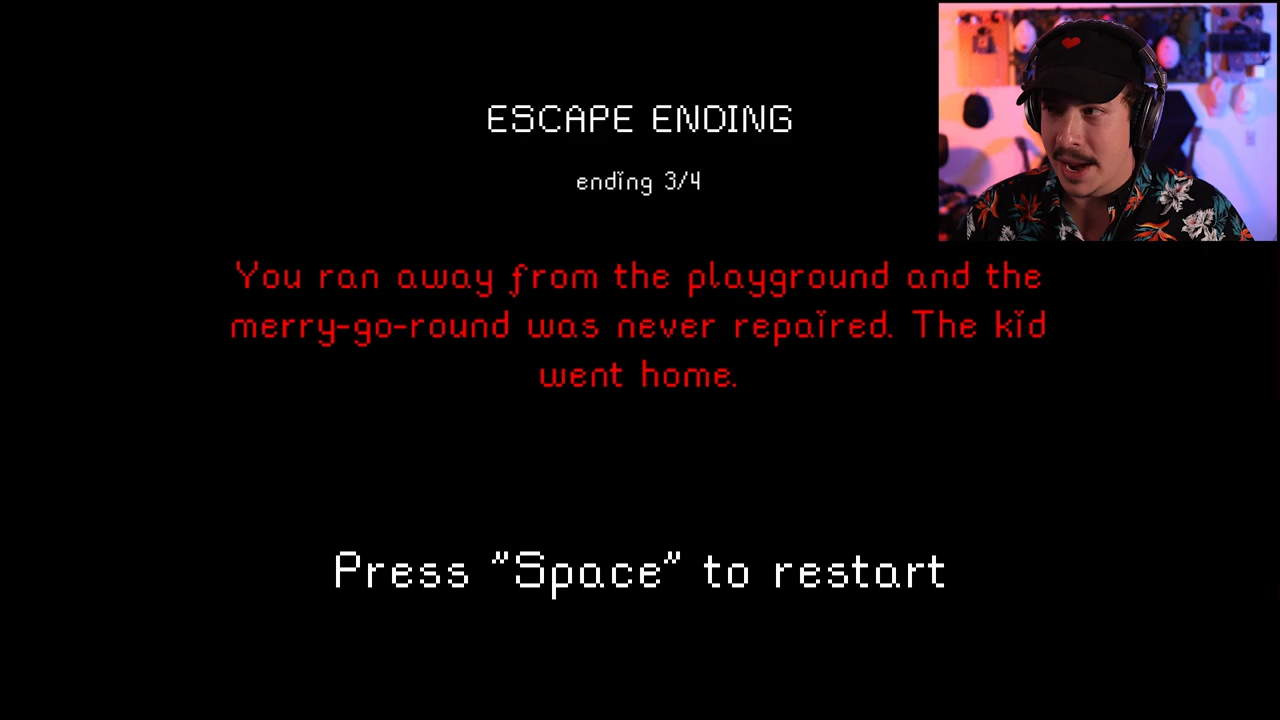 ESCAPE ENDING
ending 3/4
You ran away from the playground and the
merry-go-round was never repaired. The kid
went home.
Press "Space" to restart